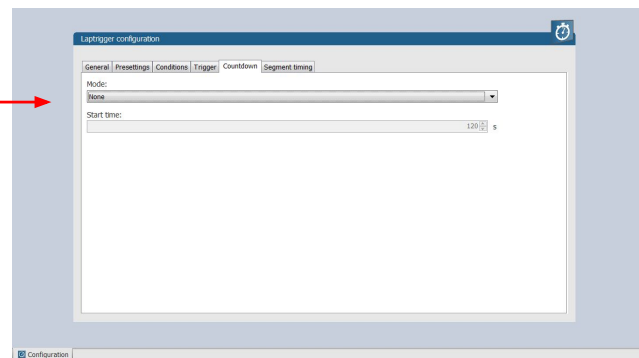 Laptrigger configuration
General Presettings Conditions Trigger Countdown Segment timing
Mode:
None
Start time:
120 s
Configuration